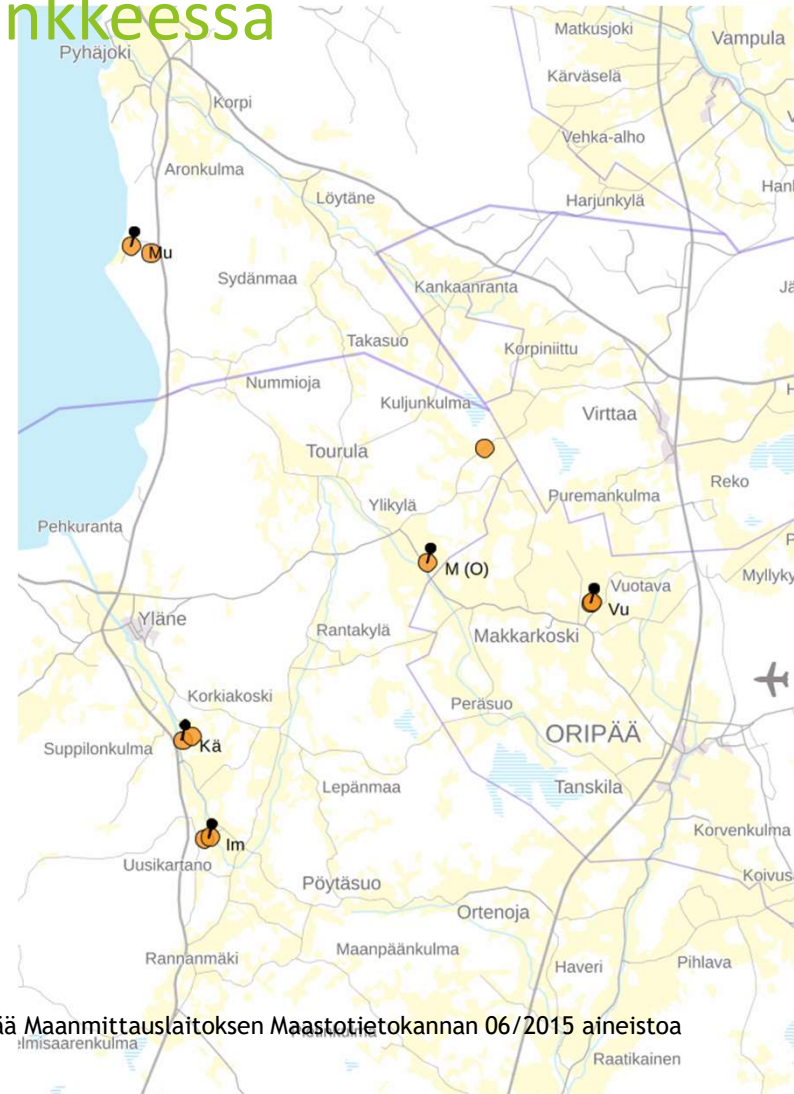 nkkeessa
Matkusjoki
Vampula
Pyhäjoki
Kärväselä
Korpi
Vehka-alho
Aronkulma
Löytäne
Harjunkylä
Mu
Sydänmaa
Kankaanranta
Takasuo
Korpiniittu
Nummioja
Kuljunkulma
Virttaa
Tourula
Reko
Ylikylä
Puremankulma
Pehkuranta
M (O)
Vuotava
Vu
Yläne
Rantakylä
Makkarkoski
Korkiakoski
Peräsuo
ORIPÄÄ
Suppilonkulma
Kä
Lepänmaa
Tanskila
Im
Korvenkulma
Uusikartano
Pöytäsuo
Ortenoja
Maanpäänkulma
Rannanmäki
Haveri
Pihlava
ää Maanmittauslaitoksen Maastotietokannan 06/2015 aineistoa
Raatikainen